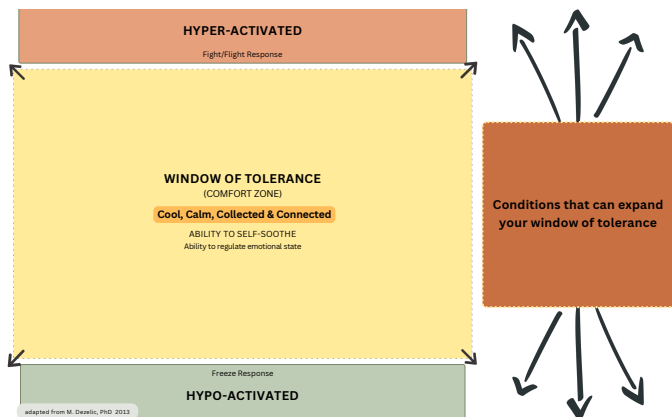 HYPER-ACTIVATED
Fight/Flight Response
WINDOW OF TOLERANCE
(COMFORT ZONE)
Cool, Calm, Collected & Connected
ABILITY TO SELF-SOOTHE
Ability to regulate emotional state
Freeze Response
HYPO-ACTIVATED
adapted from M. Dezelic, PhD 2013
Conditions that can expand
your window of tolerance